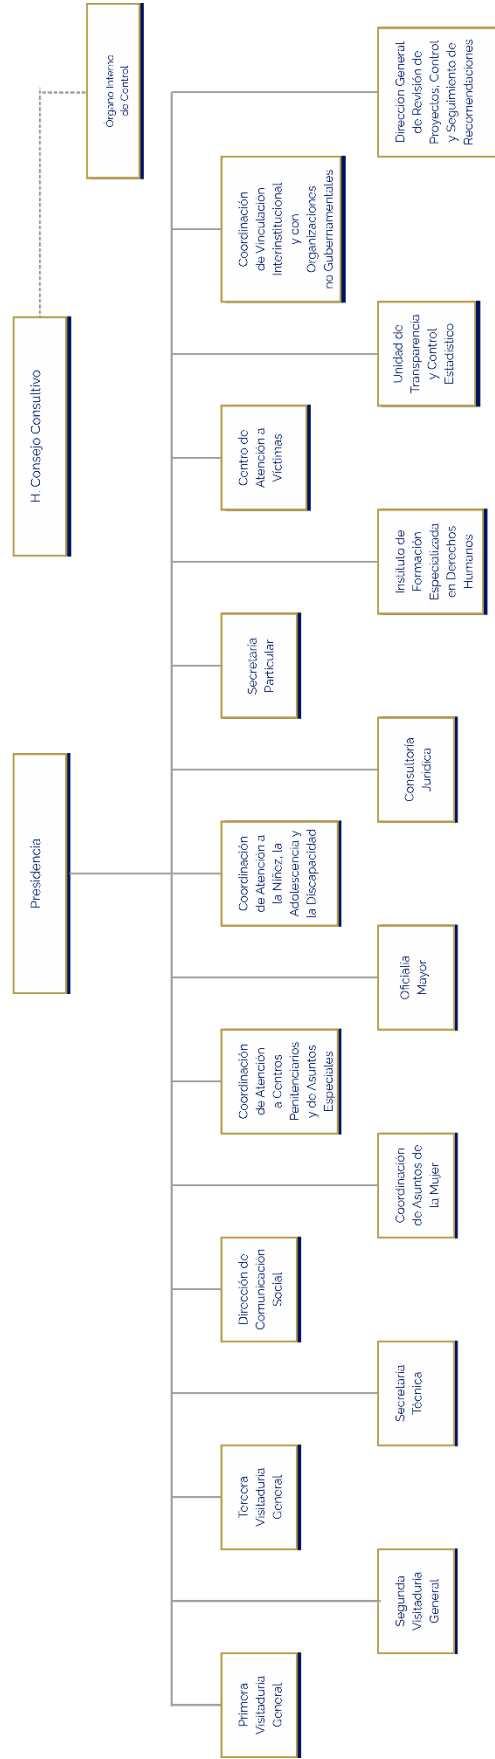 Presidencia
H. Consejo Consultivo
Órgano Interno
de Control
Primera
Visitaduría
General
Segunda
Visitaduría
General
Tercera
Visitaduría
General
Secretaría
Técnica
Dirección de
Comunicación
Social
Coordinación
de Asuntos de
la Mujer
Coordinación
de Atención
a Centros
Penitenciarios
y de Asuntos
Especiales
Oficialía
Mayor
Coordinación
de Atención a
la Niñez, la
Adolescencia y
la Discapacidad
Consultoría
Jurídica
Secretaría
Particular
Instituto de
Formación
Especializada
en Derechos
Humanos
Centro de
Atención a
Víctimas
Unidad de
Transparencia
y Control
Estadístico
Coordinación
de Vinculación
Interinstitucional
y con
Organizaciones
no Gubernamentales
Dirección General
de Revisión de
Proyectos, Control
y Seguimiento de
Recomendaciones